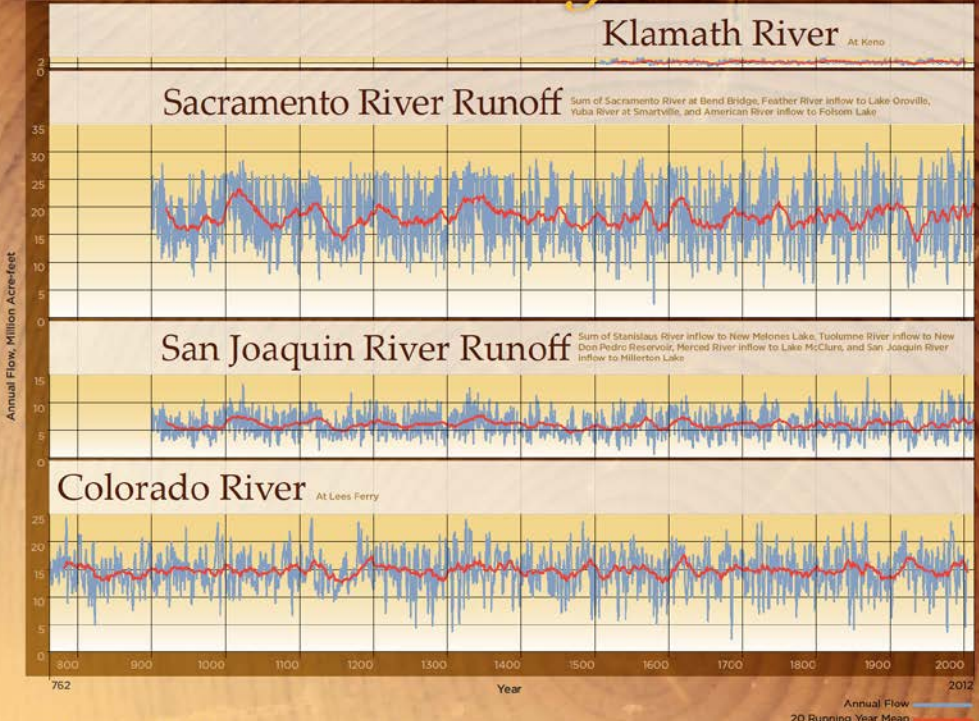 Klamath River At Keno
2
0
Sacramento River Runoff
Sum of Sacramento River at Bend Bridge, Feather River inflow to Lake Oroville,
Yuba River at Smartville, and American River inflow to Folsom Lake
35
30
25
20
15
10
5
0
San Joaquin River Runoff
Sum of Stanislaus River inflow to New Melones Lake, Tuolumne River inflow to New
Don Pedro Reservoir, Merced River inflow to Lake McClure, and San Joaquin River
inflow to Millerton Lake
15
10
5
0
Colorado River At Lees Ferry
25
20
15
10
5
0
Annual Flow, Million Acre-feet
800 900 1000 1100 1200 1300 1400 1500 1600 1700 1800 1900 2000
762 2012
Year
Annual Flow
20 Running Year Mean